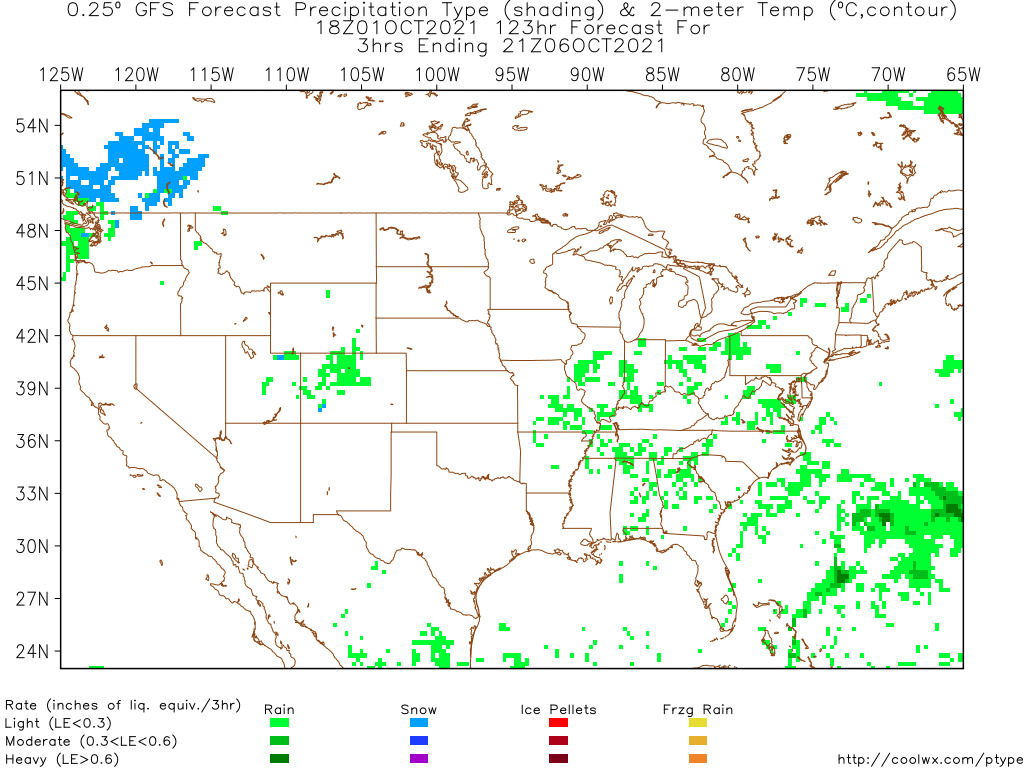 0.25° GFS Forecast Precipitation Type (shading) & 2-meter Temp (°C,contour)
18Z01OCT2021 123hr Forecast For
3hrs Ending 21Z06OCT2021
125W 120W 115W 110W 105W 100W 95W 90W 85W 80W 75W 70W 65W
54N
51N
48N
45N
42N
39N
36N
33N
30N
27N
24N
Rate (inches of liq. equiv./3hr) Rain Snow Ice Pellets Frzg Rain
Light (LE<0.3)
Moderate (0.3<LE<0.6)
Heavy (LE>0.6)
http://coolwx.com/ptype